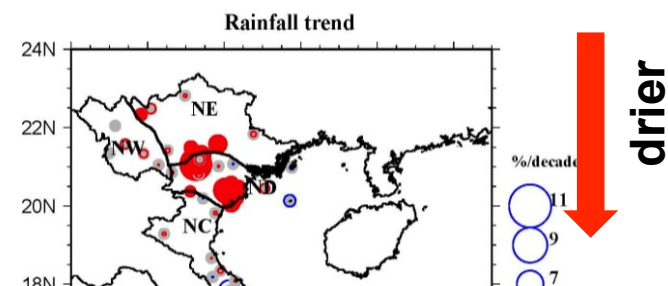 Rainfall trend
24N
NE
22N
NW
drier
%/decade
ND
20N
11
NC
9
7
18N